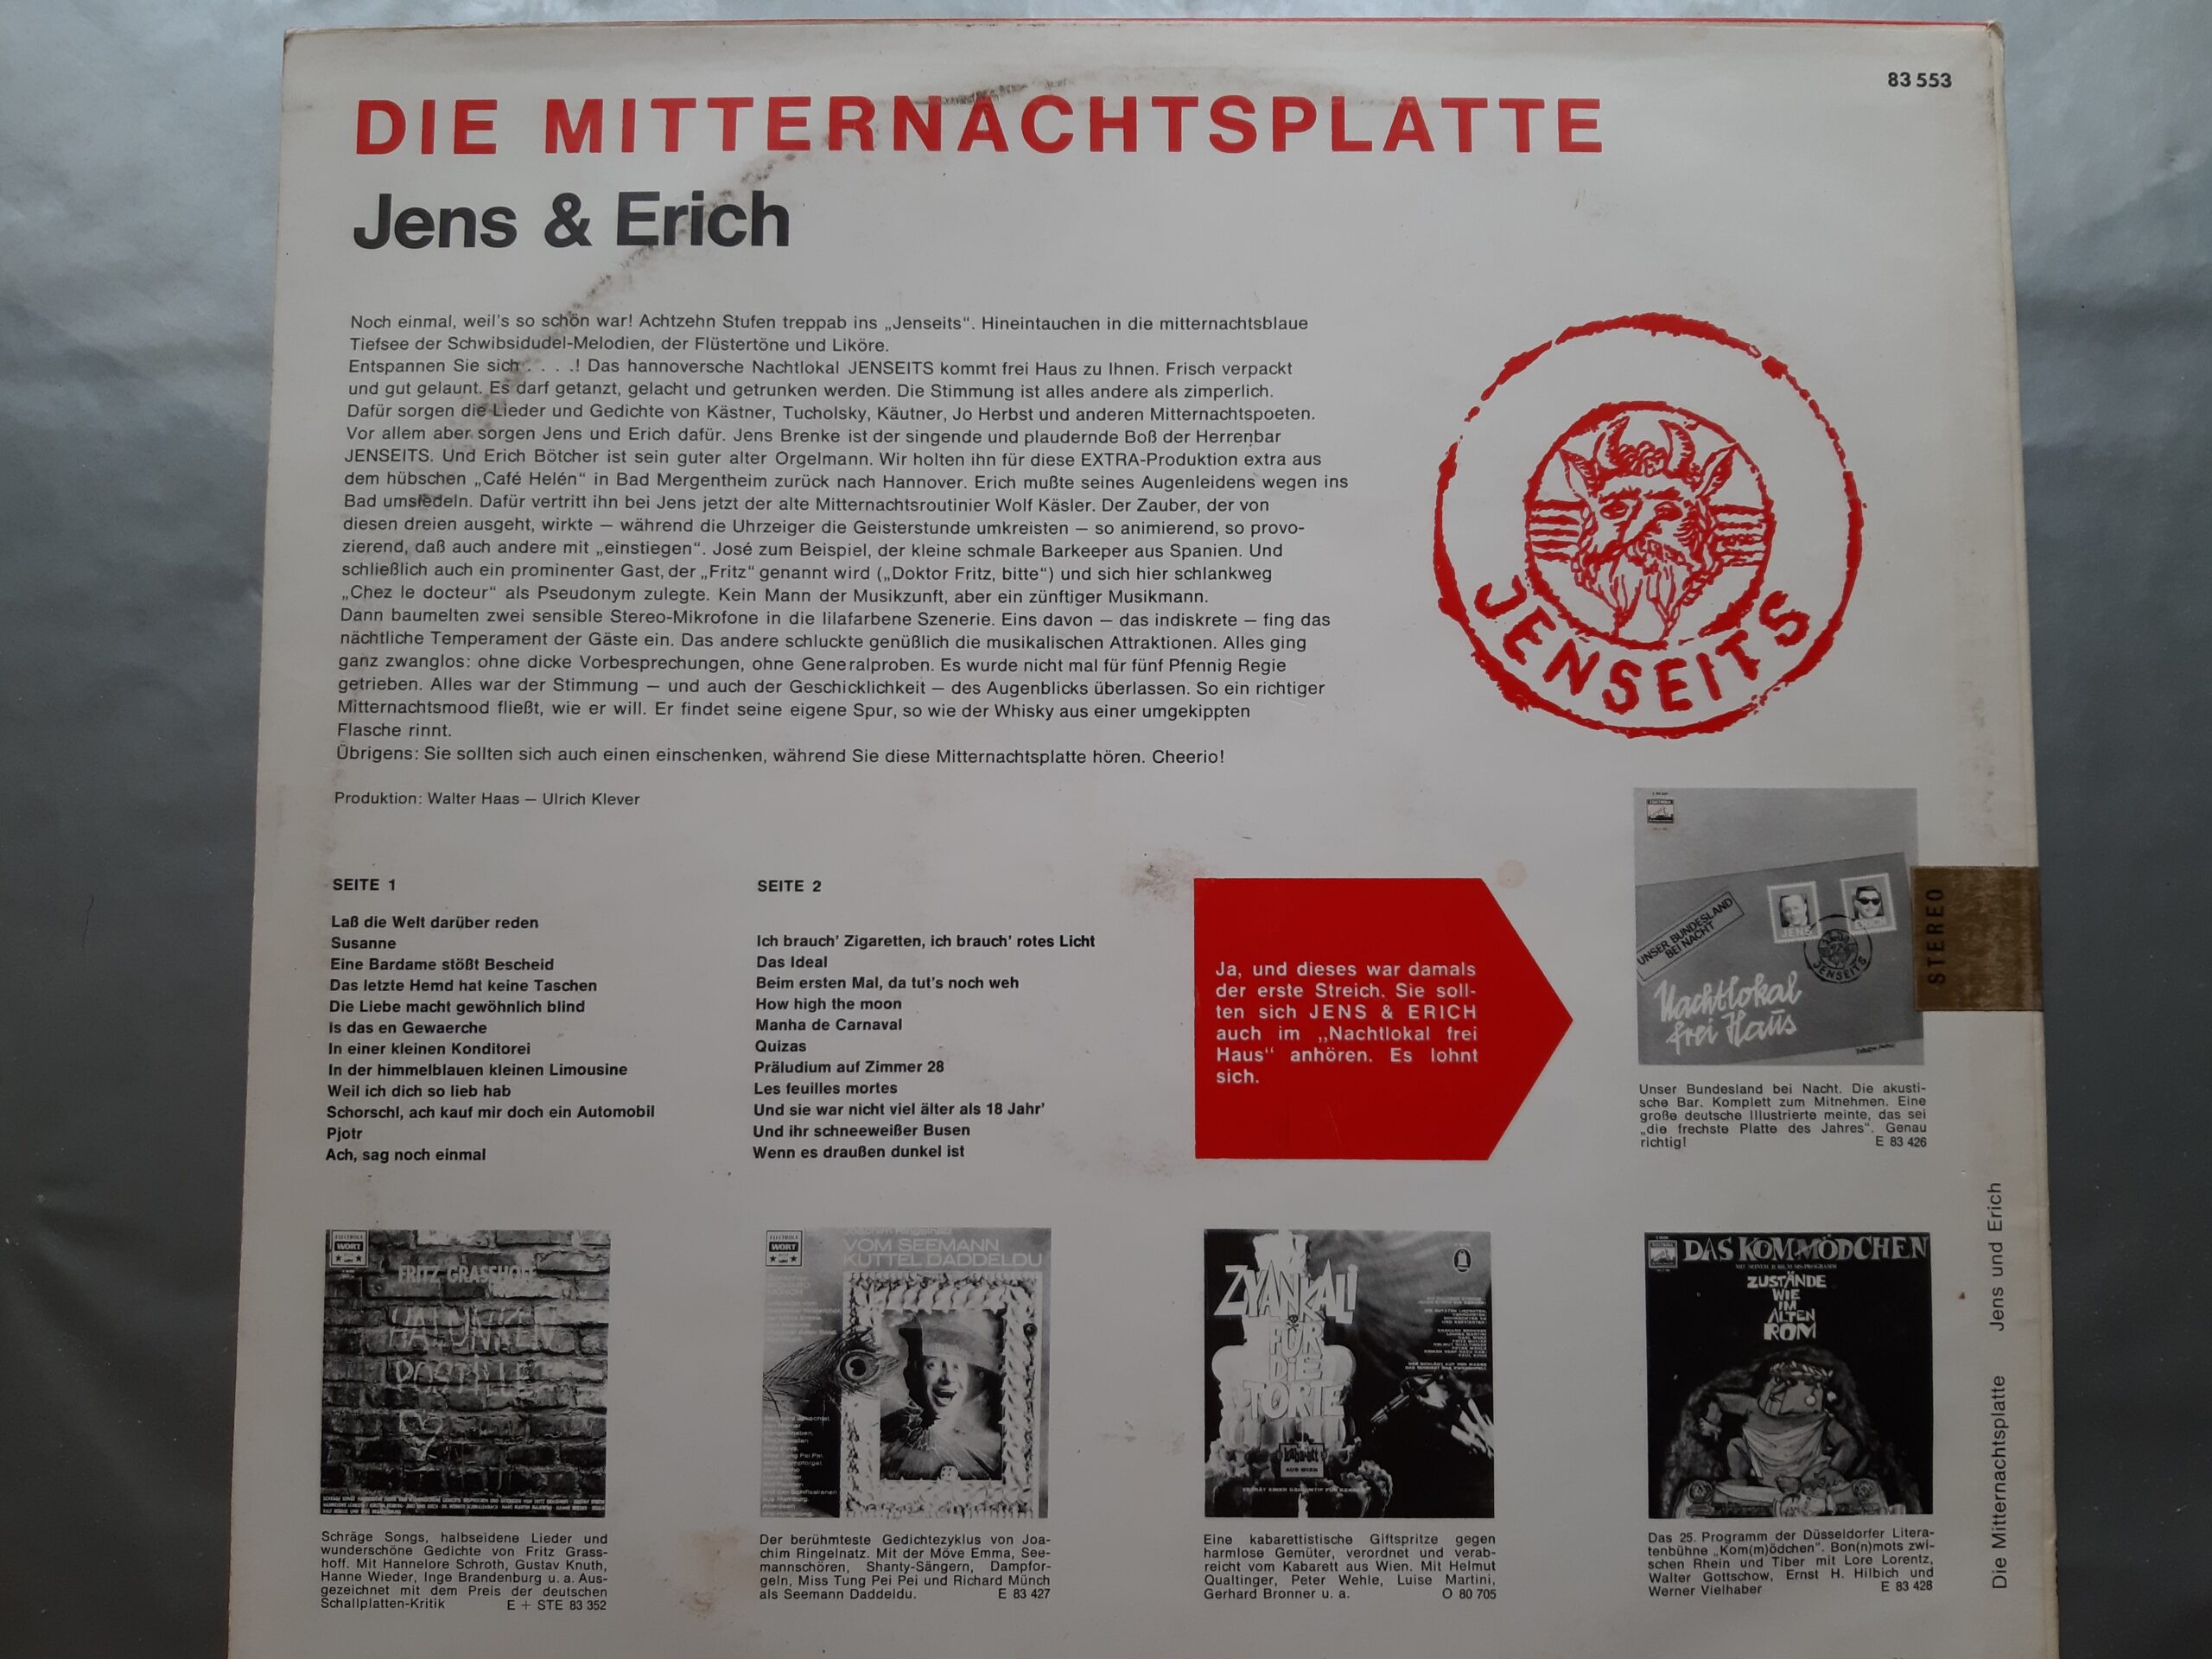 83 553
DIE MITTERNACHTSPLATTE
Jens & Erich
Noch einmal, weil's so schön war! Achtzehn Stufen treppab ins „Jenseits“. Hineintauchen in die mitternachtsblaue
Tiefsee der Schwibsidudel-Melodien, der Flüstertöne und Liköre.
Entspannen Sie sich . . . .! Das hannoversche Nachtlokal JENSEITS kommt frei Haus zu Ihnen. Frisch verpackt
und gut gelaunt. Es darf getanzt, gelacht und getrunken werden. Die Stimmung ist alles andere als zimperlich.
Dafür sorgen die Lieder und Gedichte von Kästner, Tucholsky, Käutner, Jo Herbst und anderen Mitternachtspoeten.
Vor allem aber sorgen Jens und Erich dafür. Jens Brenke ist der singende und plaudernde Boß der Herrenbar
JENSEITS. Und Erich Bötcher ist sein guter alter Orgelmann. Wir holten ihn für diese EXTRA-Produktion extra aus
dem hübschen „Café Helén“ in Bad Mergentheim zurück nach Hannover. Erich mußte seines Augenleidens wegen ins
Bad umsiedeln. Dafür vertritt ihn bei Jens jetzt der alte Mitternachtsroutinier Wolf Käsler. Der Zauber, der von
diesen dreien ausgeht, wirkte — während die Uhrzeiger die Geisterstunde umkreisten — so animierend, so provo-
zierend, daß auch andere mit „einstiegen“. José zum Beispiel, der kleine schmale Barkeeper aus Spanien. Und
schließlich auch ein prominenter Gast, der „Fritz“ genannt wird („Doktor Fritz, bitte“) und sich hier schlankweg
„Chez le docteur“ als Pseudonym zulegte. Kein Mann der Musikzunft, aber ein zünftiger Musikmann.
Dann baumelten zwei sensible Stereo-Mikrofone in die lilafarbene Szenerie. Eins davon — das indiskrete — fing das
nächtliche Temperament der Gäste ein. Das andere schluckte genüßlich die musikalischen Attraktionen. Alles ging
ganz zwanglos: ohne dicke Vorbesprechungen, ohne Generalproben. Es wurde nicht mal für fünf Pfennig Regie
getrieben. Alles war der Stimmung — und auch der Geschicklichkeit — des Augenblicks überlassen. So ein richtiger
Mitternachtsmood fließt, wie er will. Er findet seine eigene Spur, so wie der Whisky aus einer umgekippten
Flasche rinnt.
Übrigens: Sie sollten sich auch einen einschenken, während Sie diese Mitternachtsplatte hören. Cheerio!
Produktion: Walter Haas — Ulrich Klever
JENSEITS
SEITE 1
Laß die Welt darüber reden
Susanne
Eine Bardame stößt Bescheid
Das letzte Hemd hat keine Taschen
Die Liebe macht gewöhnlich blind
Is das en Gewaerche
In einer kleinen Konditorei
In der himmelblauen kleinen Limousine
Weil ich dich so lieb hab
Schorschl, ach kauf mir doch ein Automobil
Pjotr
Ach, sag noch einmal
SEITE 2
Ich brauch' Zigaretten, ich brauch' rotes Licht
Das Ideal
Beim ersten Mal, da tut's noch weh
How high the moon
Manha de Carnaval
Quizas
Präludium auf Zimmer 28
Les feuilles mortes
Und sie war nicht viel älter als 18 Jahr'
Und ihr schneeweißer Busen
Wenn es draußen dunkel ist
Ja, und dieses war damals
der erste Streich. Sie soll-
ten sich JENS & ERICH
auch im „Nachtlokal frei
Haus“ anhören. Es lohnt
sich.
UNSER BUNDESLAND
BEI NACHT
JENS
ERICH
JENSEITS
Nachtlokal
frei Haus
STEREO
Unser Bundesland bei Nacht. Die akusti-
sche Bar. Komplett zum Mitnehmen. Eine
große deutsche Illustrierte meinte, das sei
„die frechste Platte des Jahres“. Genau
richtig! E 83 426
ELECTROLA
WORT
FRITZ GRASSHOFF
HALUNKEN
POSTILLE
Schräge Songs, halbseidene Lieder und
wunderschöne Gedichte von Fritz Grass-
hoff. Mit Hannelore Schroth, Gustav Knuth,
Hanne Wieder, Inge Brandenburg u. a. Aus-
gezeichnet mit dem Preis der deutschen
Schallplatten-Kritik E + STE 83 352
ELECTROLA
WORT
VOM SEEMANN
KUTTEL DADDELDU
Der berühmteste Gedichtezyklus von Joa-
chim Ringelnatz. Mit der Möve Emma, See-
mannschören, Shanty-Sängern, Dampfor-
geln, Miss Tung Pei Pei und Richard Münch
als Seemann Daddeldu. E 83 427
ZYANKALI
FÜR
DIE
TORTE
AUS WIEN
Eine kabarettistische Giftspritze gegen
harmlose Gemüter, verordnet und verab-
reicht vom Kabarett aus Wien. Mit Helmut
Qualtinger, Peter Wehle, Luise Martini,
Gerhard Bronner u. a. O 80 705
DAS KOMMÖDCHEN
MIT SEINEM JUBILÄUMS-PROGRAMM
ZUSTÄNDE
WIE
IM
ALTEN
ROM
Das 25. Programm der Düsseldorfer Litera-
tenbühne „Kom(m)ödchen“. Bon(n)mots zwi-
schen Rhein und Tiber mit Lore Lorentz,
Walter Gottschow, Ernst H. Hilbich und
Werner Vielhaber E 83 428
Die Mitternachtsplatte Jens und Erich